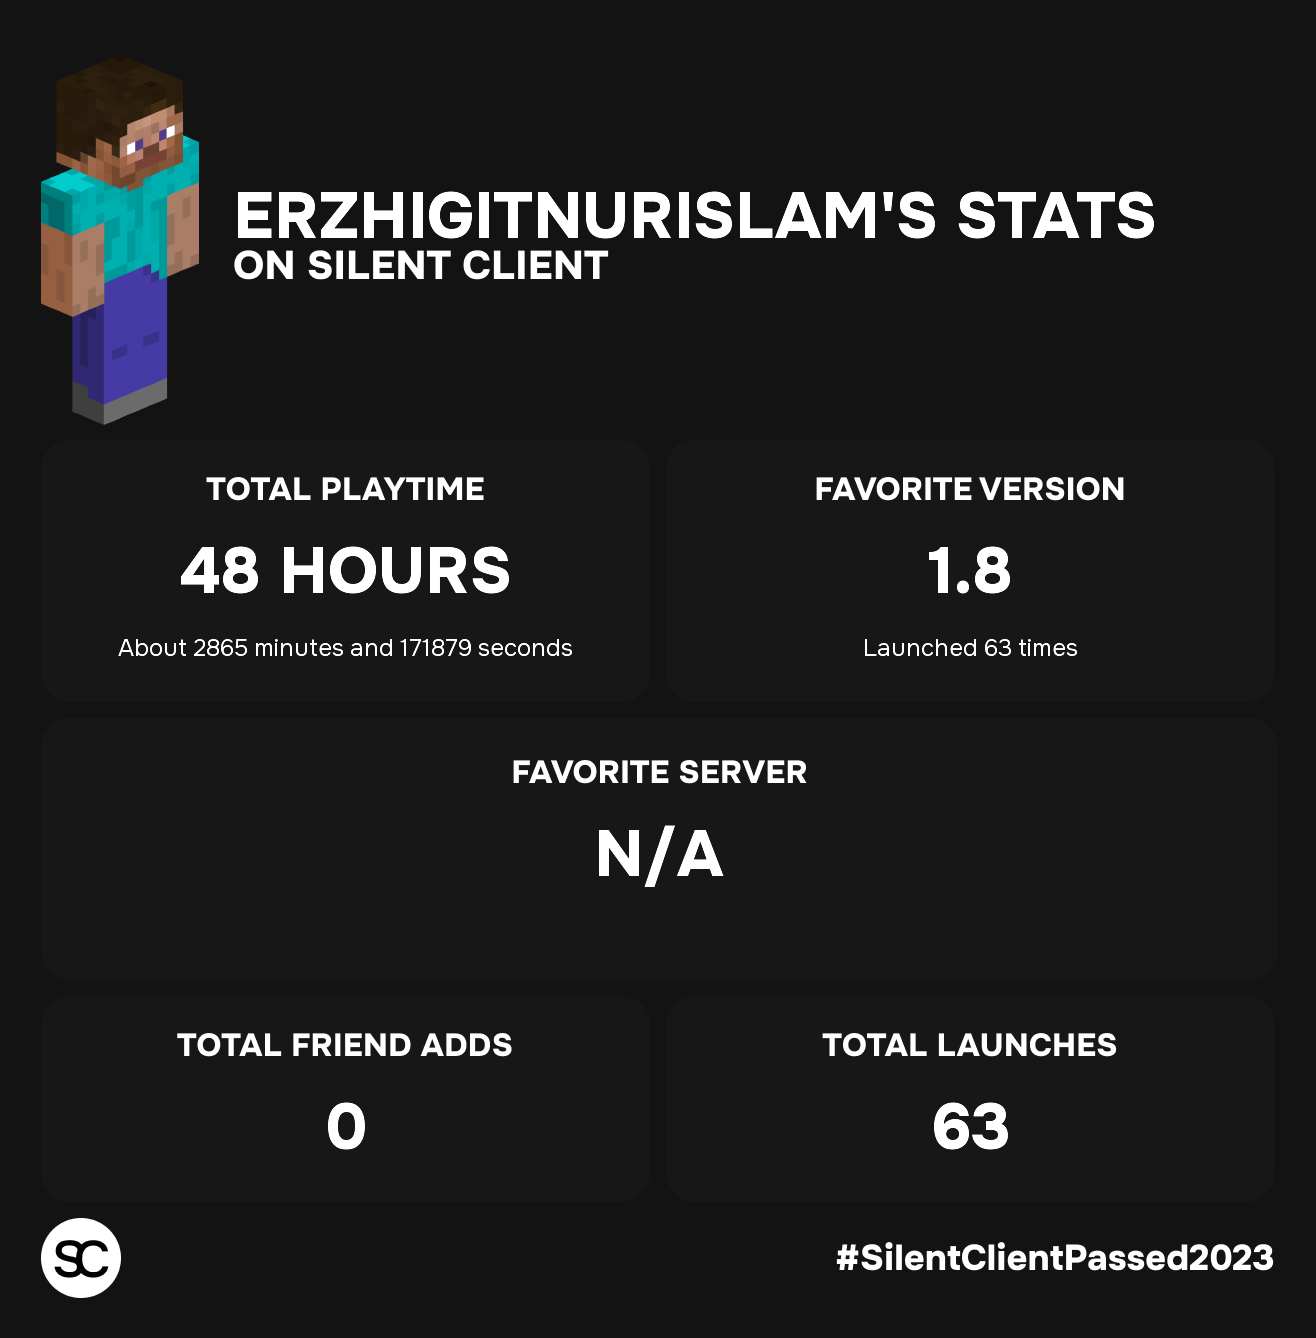 ERZHIGITNURISLAM'S STATS
ON SILENT CLIENT
TOTAL PLAYTIME
48 HOURS
About 2865 minutes and 171879 seconds
FAVORITE VERSION
1.8
Launched 63 times
FAVORITE SERVER
N/A
TOTAL FRIEND ADDS
0
TOTAL LAUNCHES
63
SC
#SilentClientPassed2023